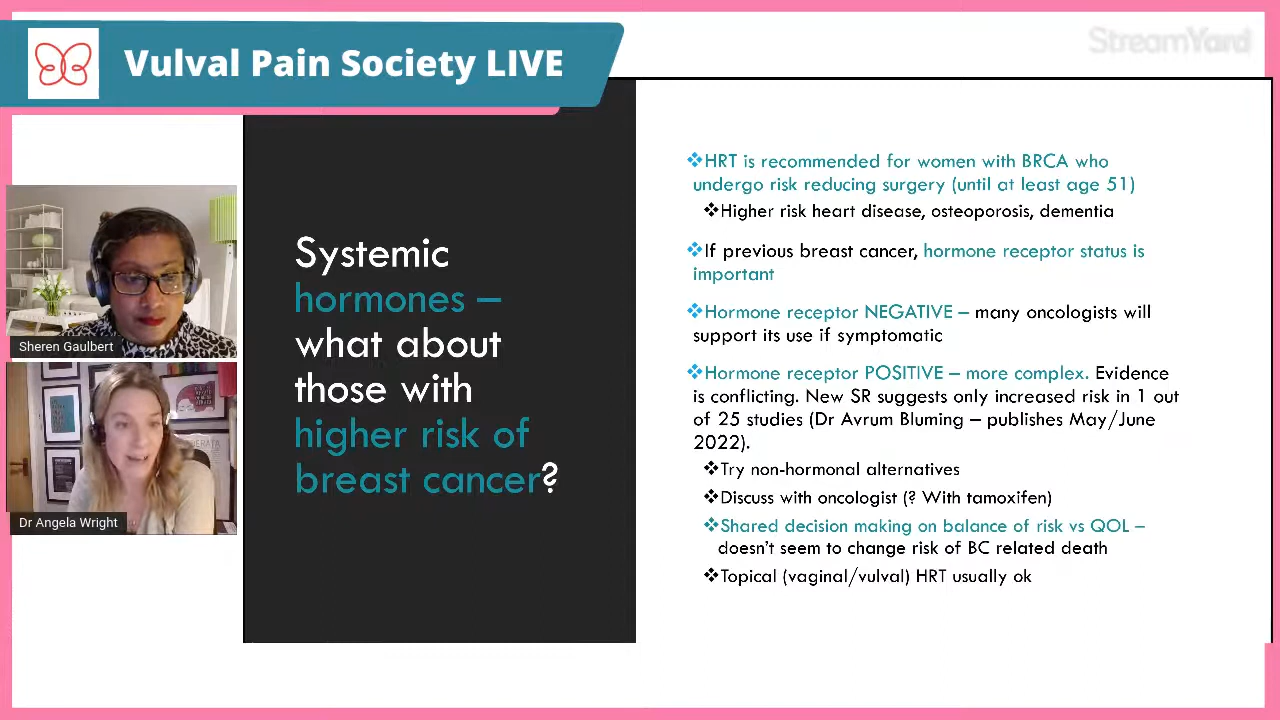 Vulval Pain Society LIVE
StreamYard
Sheren Gaulbert
Dr Angela Wright
Systemic
hormones –
what about
those with
higher risk of
breast cancer?
❖HRT is recommended for women with BRCA who
undergo risk reducing surgery (until at least age 51)
❖Higher risk heart disease, osteoporosis, dementia
❖If previous breast cancer, hormone receptor status is
important
❖Hormone receptor NEGATIVE – many oncologists will
support its use if symptomatic
❖Hormone receptor POSITIVE – more complex. Evidence
is conflicting. New SR suggests only increased risk in 1 out
of 25 studies (Dr Avrum Bluming – publishes May/June
2022).
❖Try non-hormonal alternatives
❖Discuss with oncologist (? With tamoxifen)
❖Shared decision making on balance of risk vs QOL –
doesn't seem to change risk of BC related death
❖Topical (vaginal/vulval) HRT usually ok